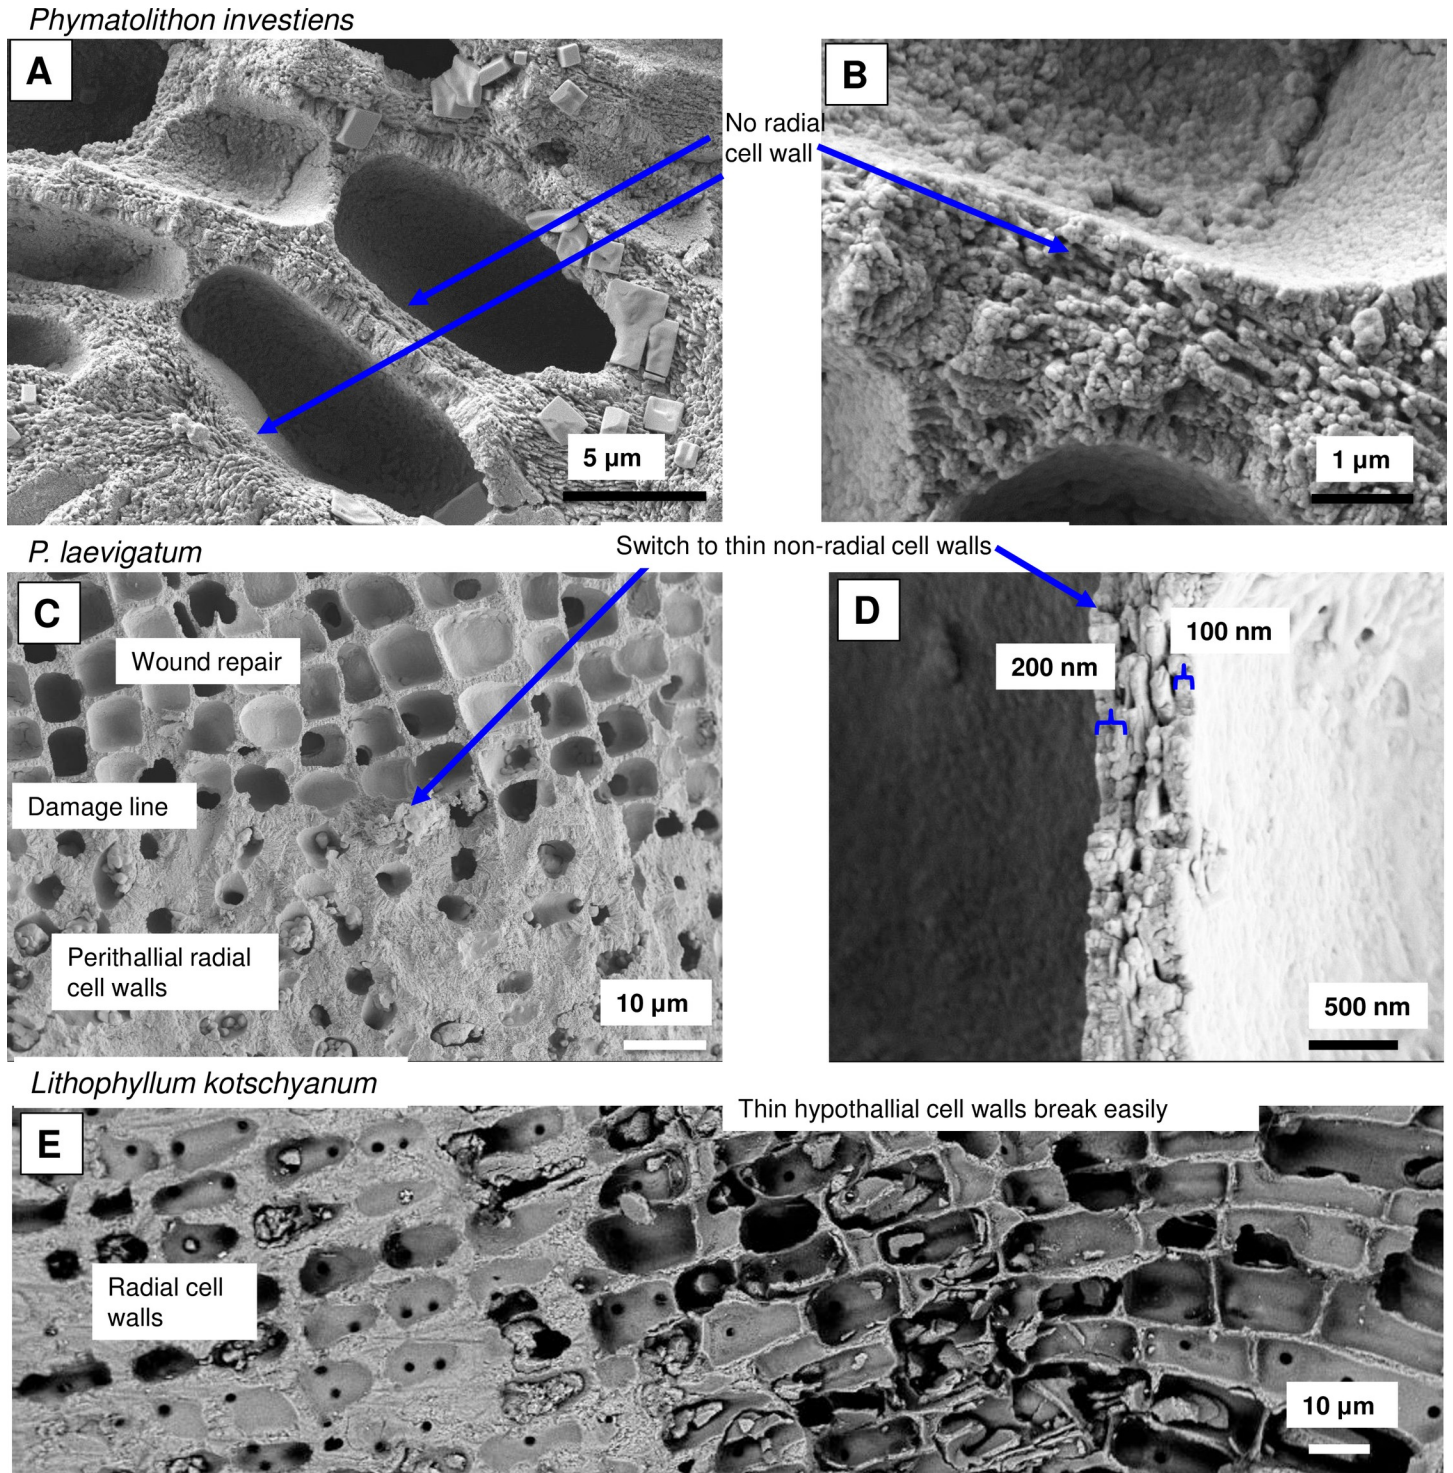 Phymatolithon investiens
A
B
No radial
cell wall
5 µm
1 µm
P. laevigatum
Switch to thin non-radial cell walls
C
D
Wound repair
100 nm
200 nm
Damage line
Perithallial radial
cell walls
10 µm
500 nm
Lithophyllum kotschyanum
Thin hypothallial cell walls break easily
E
Radial cell
walls
10 µm